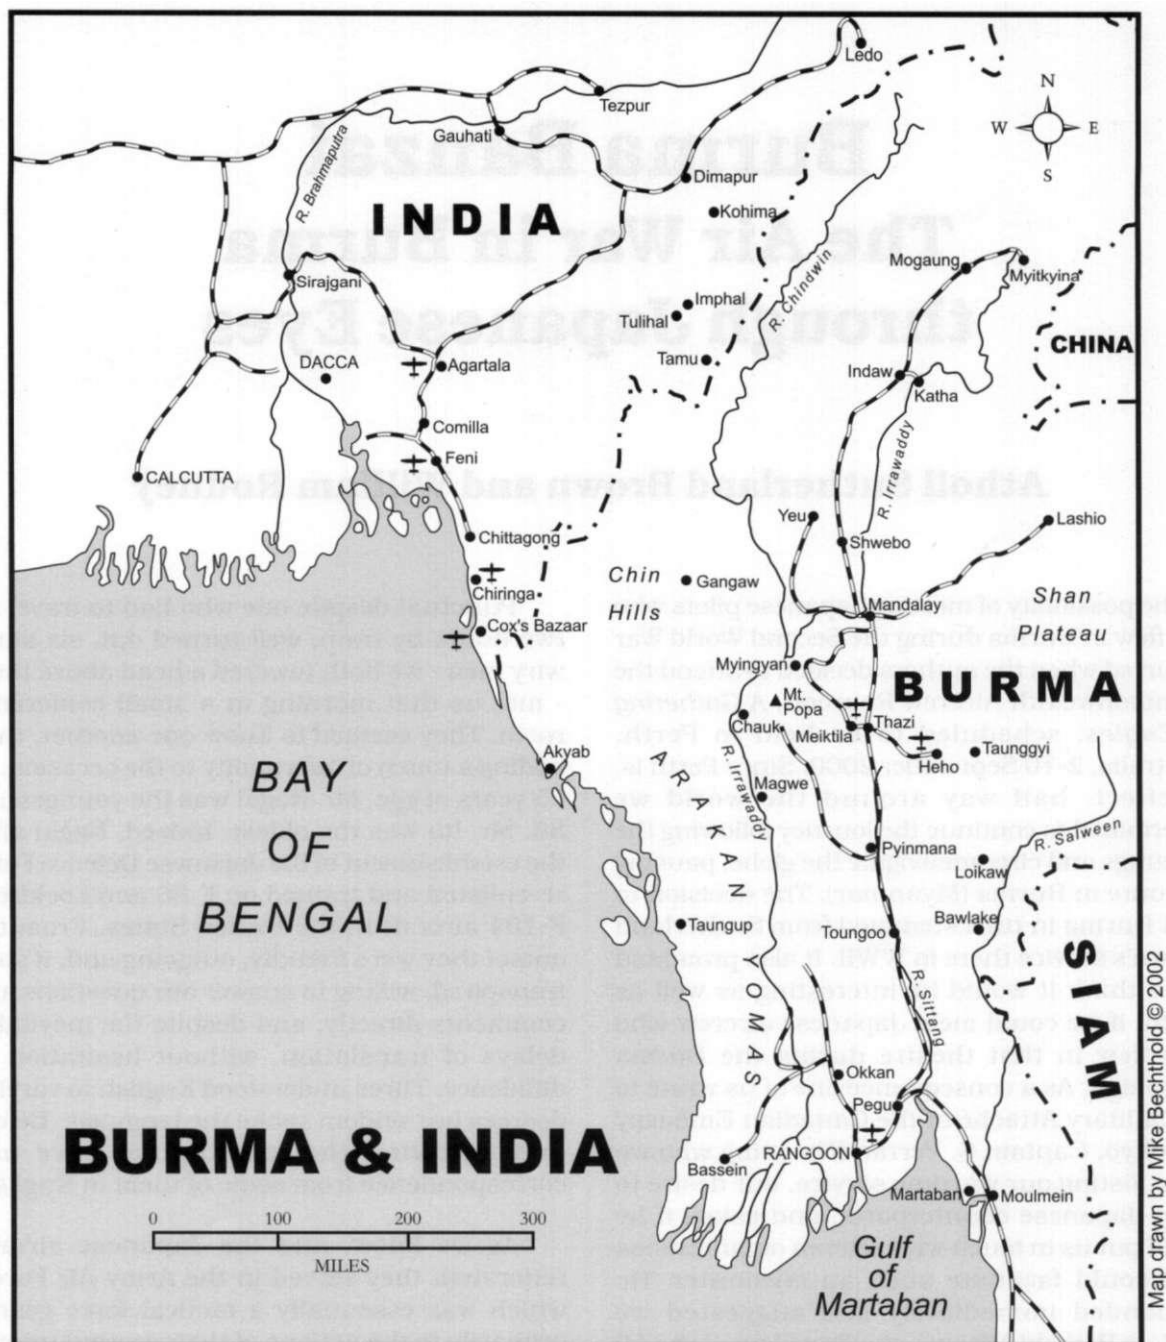 Ledo
Tezpur
N
Gauhati
W
E
S
Dimapur
R. Brahmaputra
INDIA
Kohima
Mogaung
Myitkyina
Sirajgani
R. Chindwin
Imphal
Tulihal
CHINA
DACCA
Agartala
Tamu
Indaw
Katha
Comilla
Feni
R. Irrawaddy
CALCUTTA
Yeu
Lashio
Chittagong
Shwebo
Chin
Hills
Gangaw
Chiringa
Mandalay
Shan
Plateau
Cox's Bazaar
Myingyan
BURMA
Mt.
Poppa
Chauk
Thazi
Meiktila
Taunggyi
Heho
Akyab
BAY
OF
BENGAL
ARAKAN
R. Irrawaddy
Magwe
R. Salween
Pyinmana
Loikaw
Bawlake
Taungup
Toungoo
SIAM
R. Sittang
YOMAS
Okkan
Pegu
BURMA & INDIA
RANGOON
Bassein
Martaban
Moulmein
0 100 200 300
MILES
Gulf
of
Martaban
Map drawn by Mike Bechthold ©2002